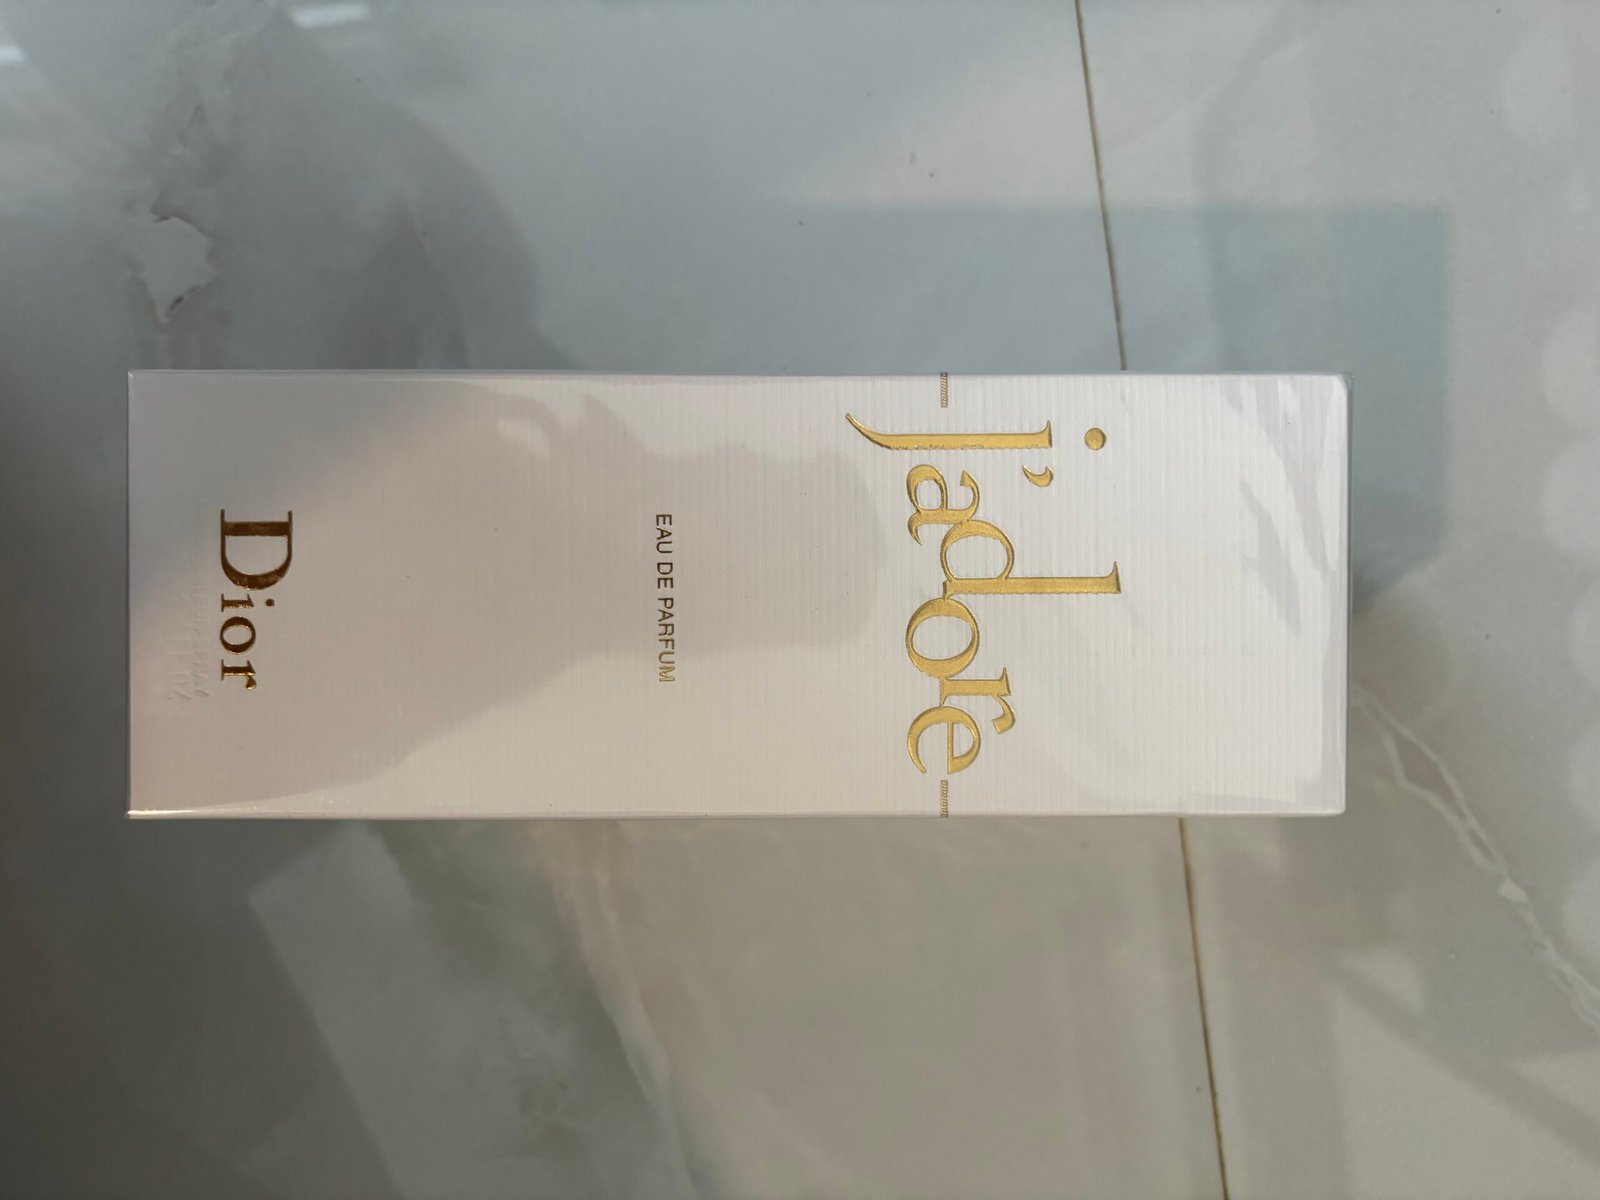 j'adore
EAU DE PARFUM
Dior